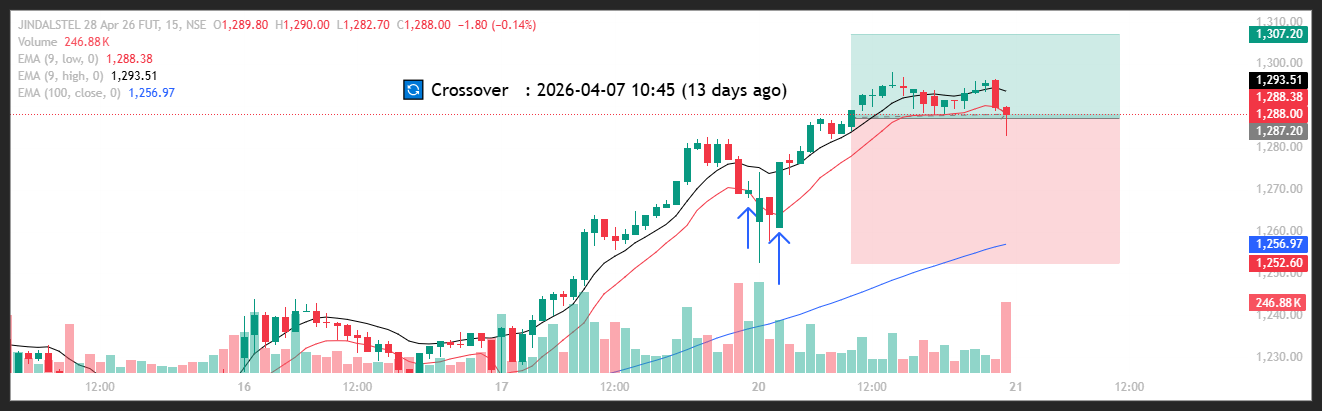 JINDALSTEL 28 Apr 26 FUT, 15, NSE O1,289.80 H1,290.00 L1,282.70 C1,288.00 −1.80 (−0.14%)
Volume 246.88 K
EMA (9, low, 0) 1,288.38
EMA (9, high, 0) 1,293.51
EMA (100, close, 0) 1,256.97
Crossover : 2026-04-07 10:45 (13 days ago)
1,310.00
1,307.20
1,300.00
1,293.51
1,288.38
1,288.00
1,287.20
1,280.00
1,270.00
1,260.00
1,256.97
1,252.60
246.88 K
1,240.00
1,230.00
12:00 16 12:00 17 12:00 20 12:00 21 12:00